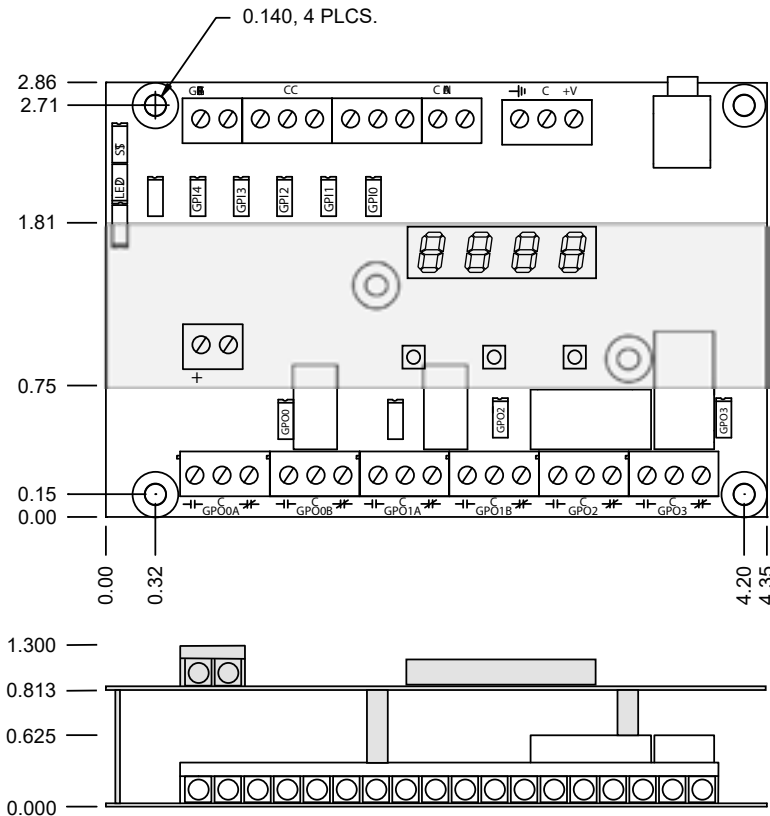 0.140, 4 PLCS.
2.86
2.71
CC
C
C +V
LED
GPI4 GPI3 GPI2 GPI1 GPI0
1.81
+
0.75
GPO0 GPO2 GPO3
0.15
0.00
C C C C C C
GPO0A GPO0B GPO1A GPO1B GPO2 GPO3
0.00 0.32 4.20 4.35
1.300
0.813
0.625
0.000